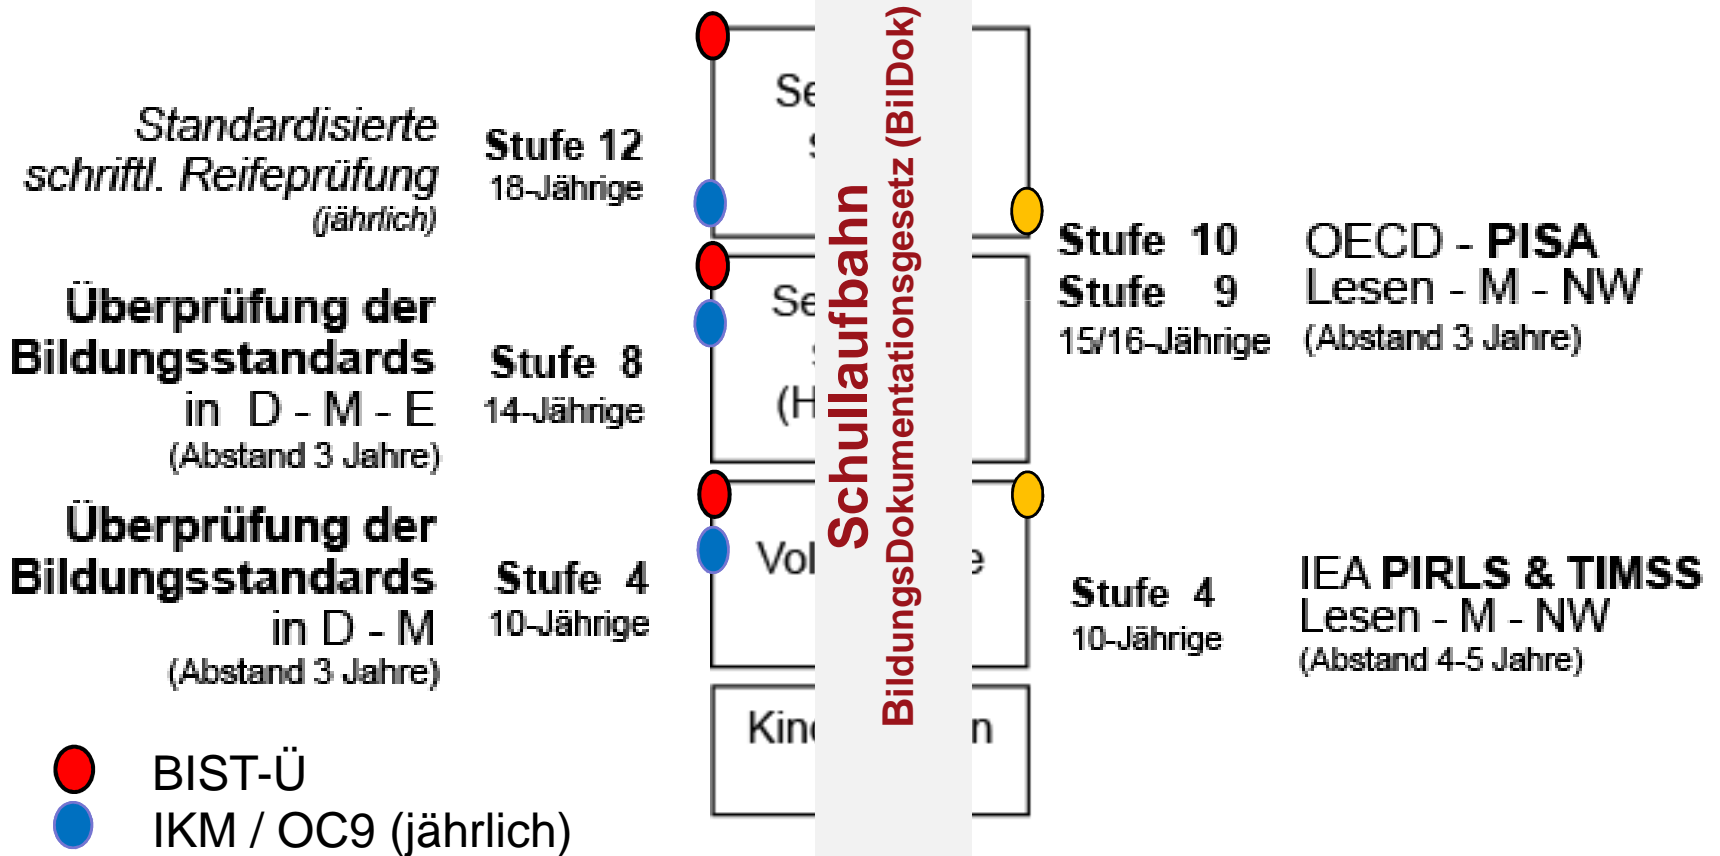 Standardisierte
schriftl. Reifeprüfung
(jährlich)
Stufe 12
18-Jährige
Überprüfung der
Bildungsstandards
in D - M - E
(Abstand 3 Jahre)
Stufe 8
14-Jährige
Überprüfung der
Bildungsstandards
in D - M
(Abstand 3 Jahre)
Stufe 4
10-Jährige
BIST-Ü
IKM / OC9 (jährlich)
Schullaufbahn
BildungsDokumentationsgesetz (BilDok)
Stufe 10
Stufe 9
15/16-Jährige
OECD - PISA
Lesen - M - NW
(Abstand 3 Jahre)
Stufe 4
10-Jährige
IEA PIRLS & TIMSS
Lesen - M - NW
(Abstand 4-5 Jahre)